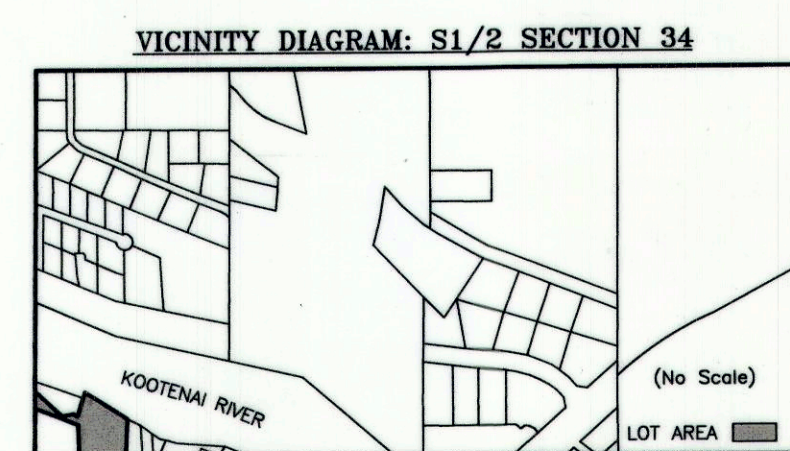 VICINITY DIAGRAM: S1/2 SECTION 34
KOOTENAI RIVER
(No Scale)
LOT AREA